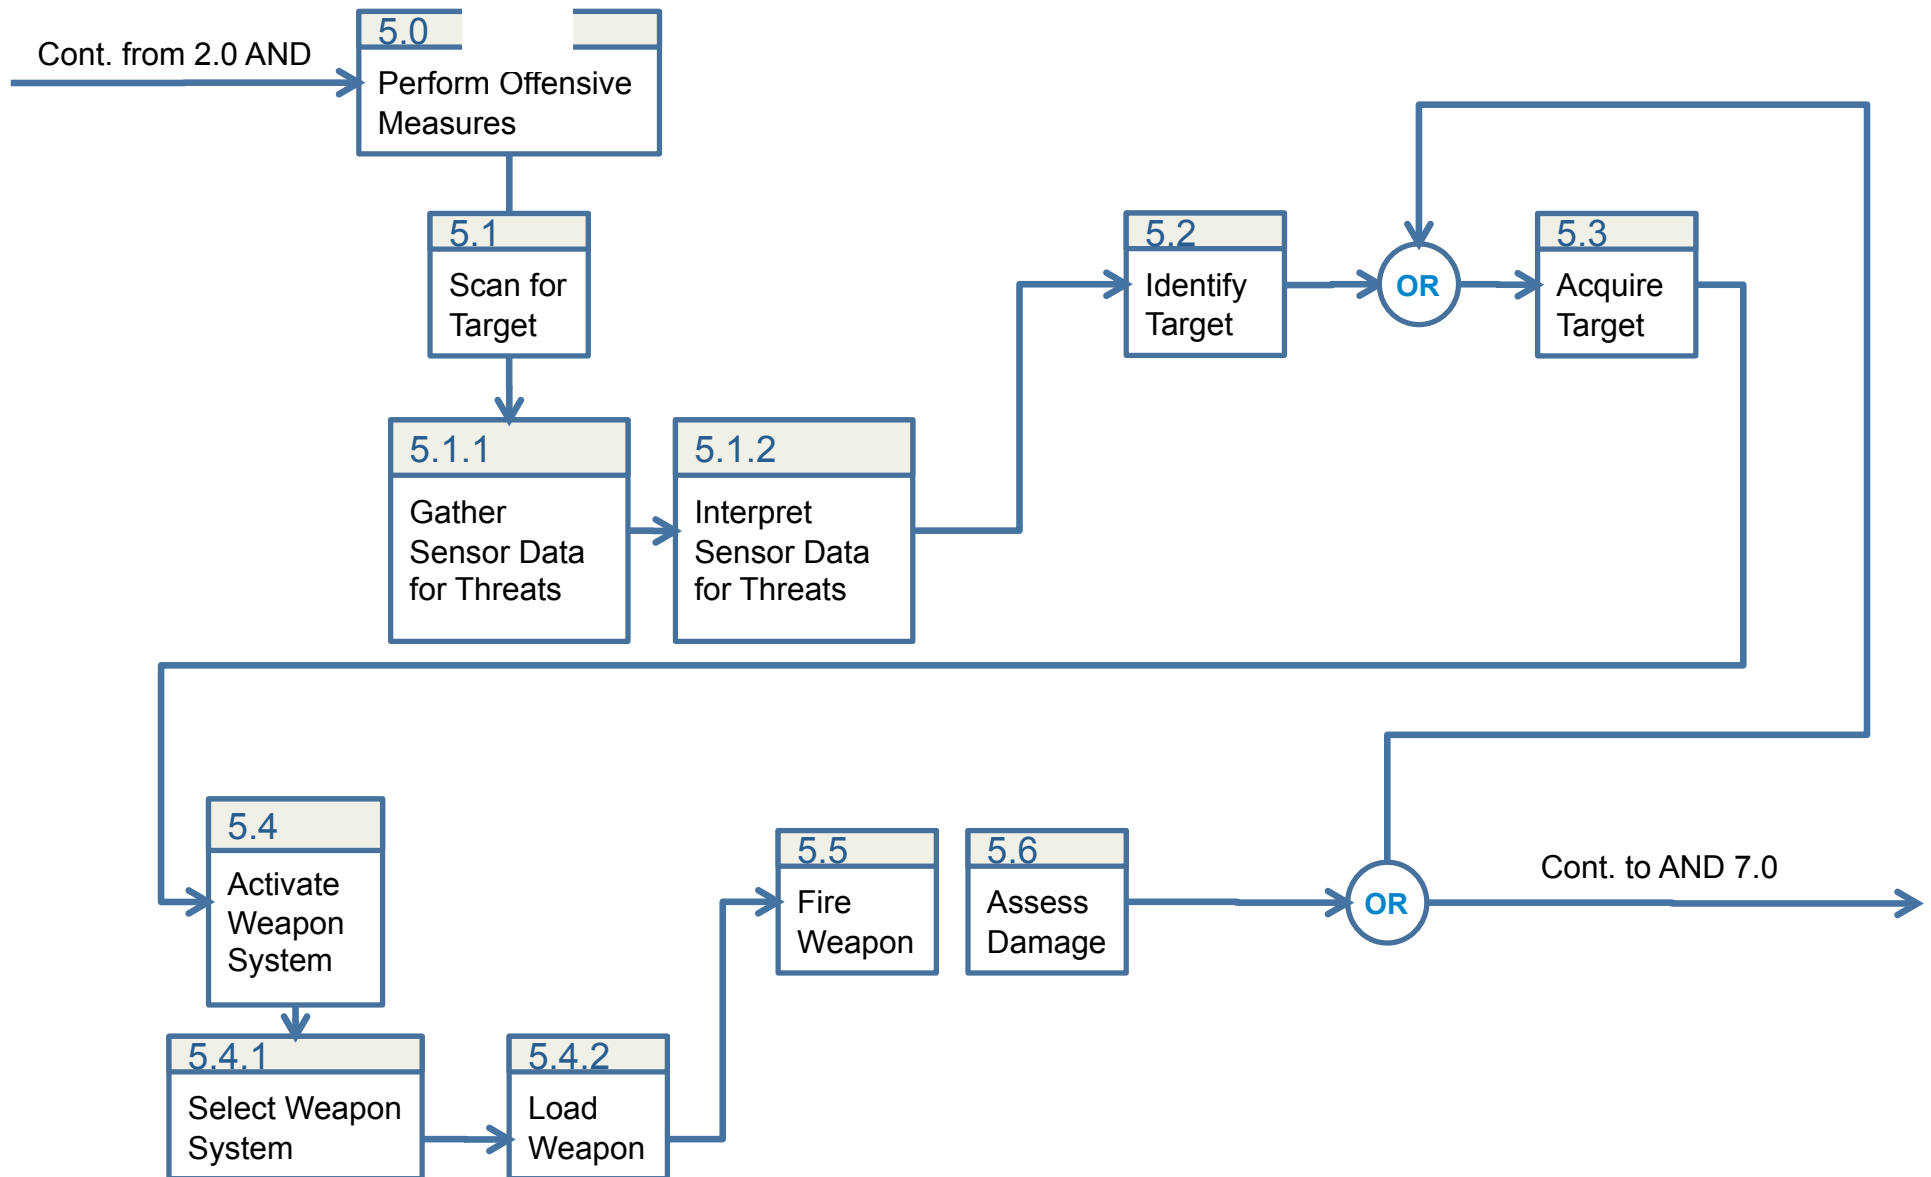 Cont. from 2.0 AND
5.0
Perform Offensive
Measures
5.1
Scan for
Target
5.2
Identify
Target
OR
5.3
Acquire
Target
5.1.1
Gather
Sensor Data
for Threats
5.1.2
Interpret
Sensor Data
for Threats
5.4
Activate
Weapon
System
5.4.1
Select Weapon
System
5.4.2
Load
Weapon
5.5
Fire
Weapon
5.6
Assess
Damage
OR
Cont. to AND 7.0